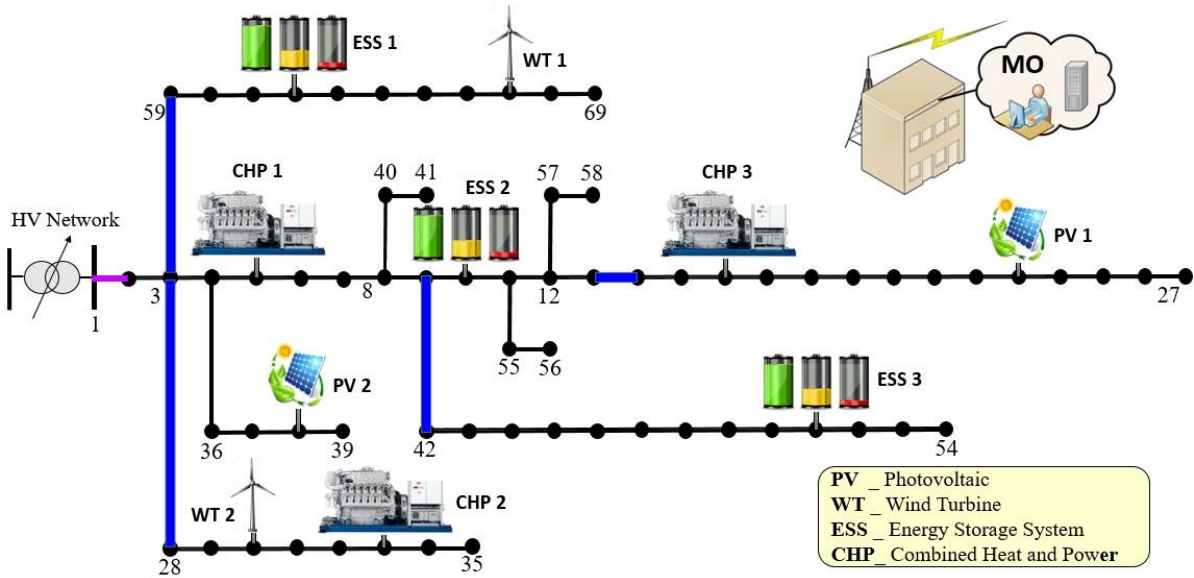 ESS 1
WT 1
MO
59
69
CHP 1
40
41
ESS 2
57
58
CHP 3
HV Network
PV 1
1
3
8
12
27
55
56
PV 2
ESS 3
36
39
42
54
WT 2
CHP 2
28
35
PV _ Photovoltaic
WT _ Wind Turbine
ESS _ Energy Storage System
CHP_ Combined Heat and Power